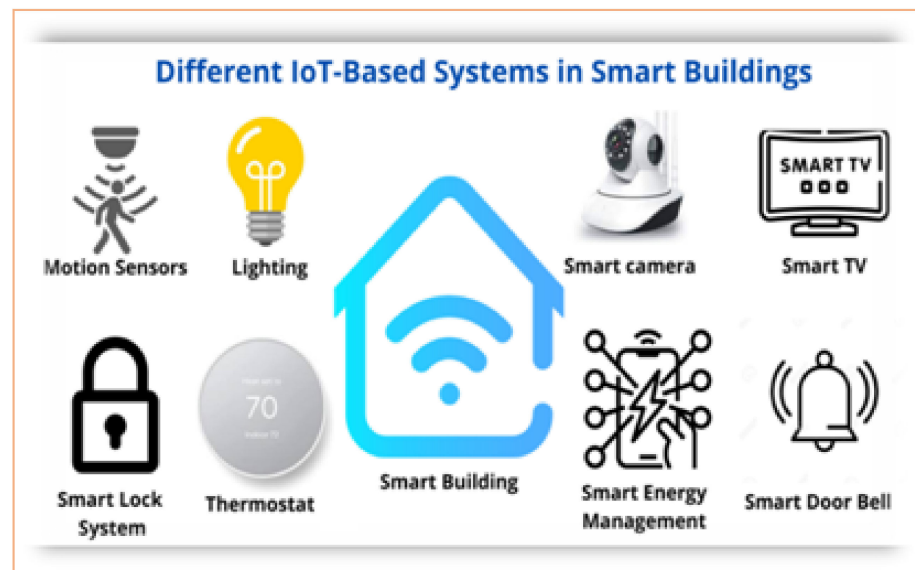 Different IoT-Based Systems in Smart Buildings
SMART TV
Motion Sensors
Lighting
Smart camera
Smart TV
70
Smart Lock
System
Thermostat
Smart Building
Smart Energy
Management
Smart Door Bell